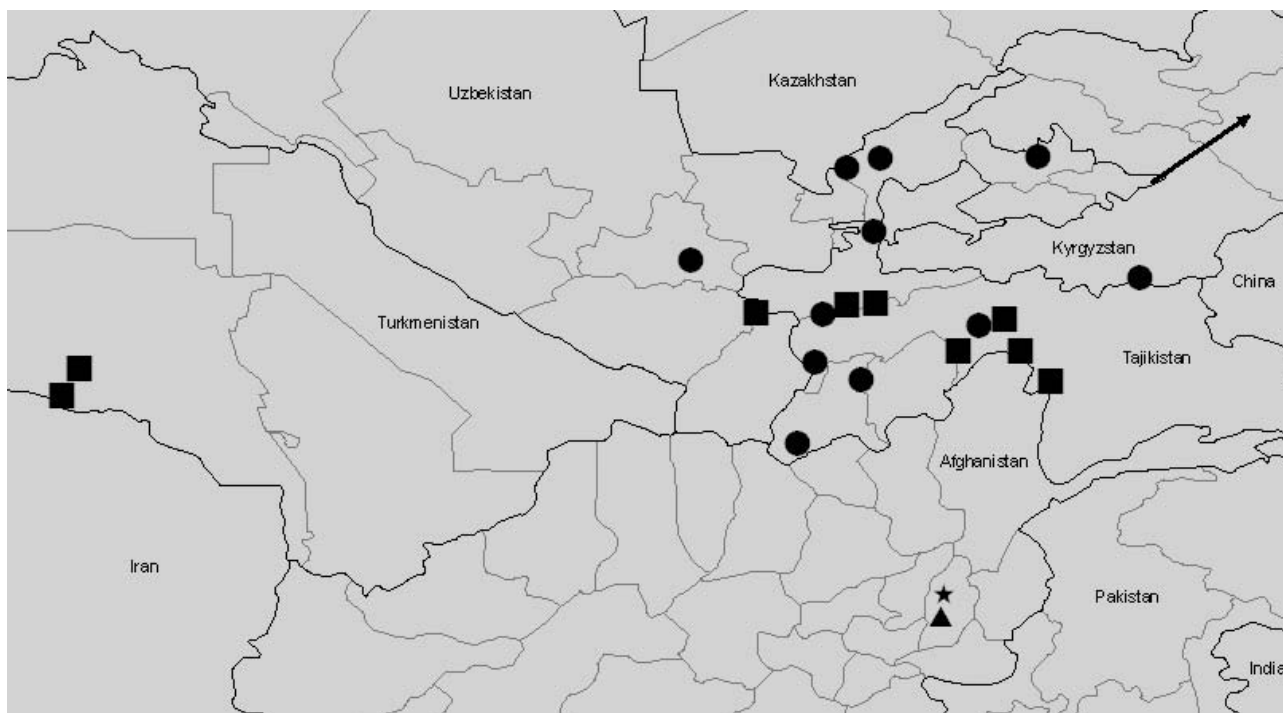 Kazakhstan
Uzbekistan
Kyrgyzstan
China
Turkmenistan
Tajikistan
Afghanistan
Iran
Pakistan
India